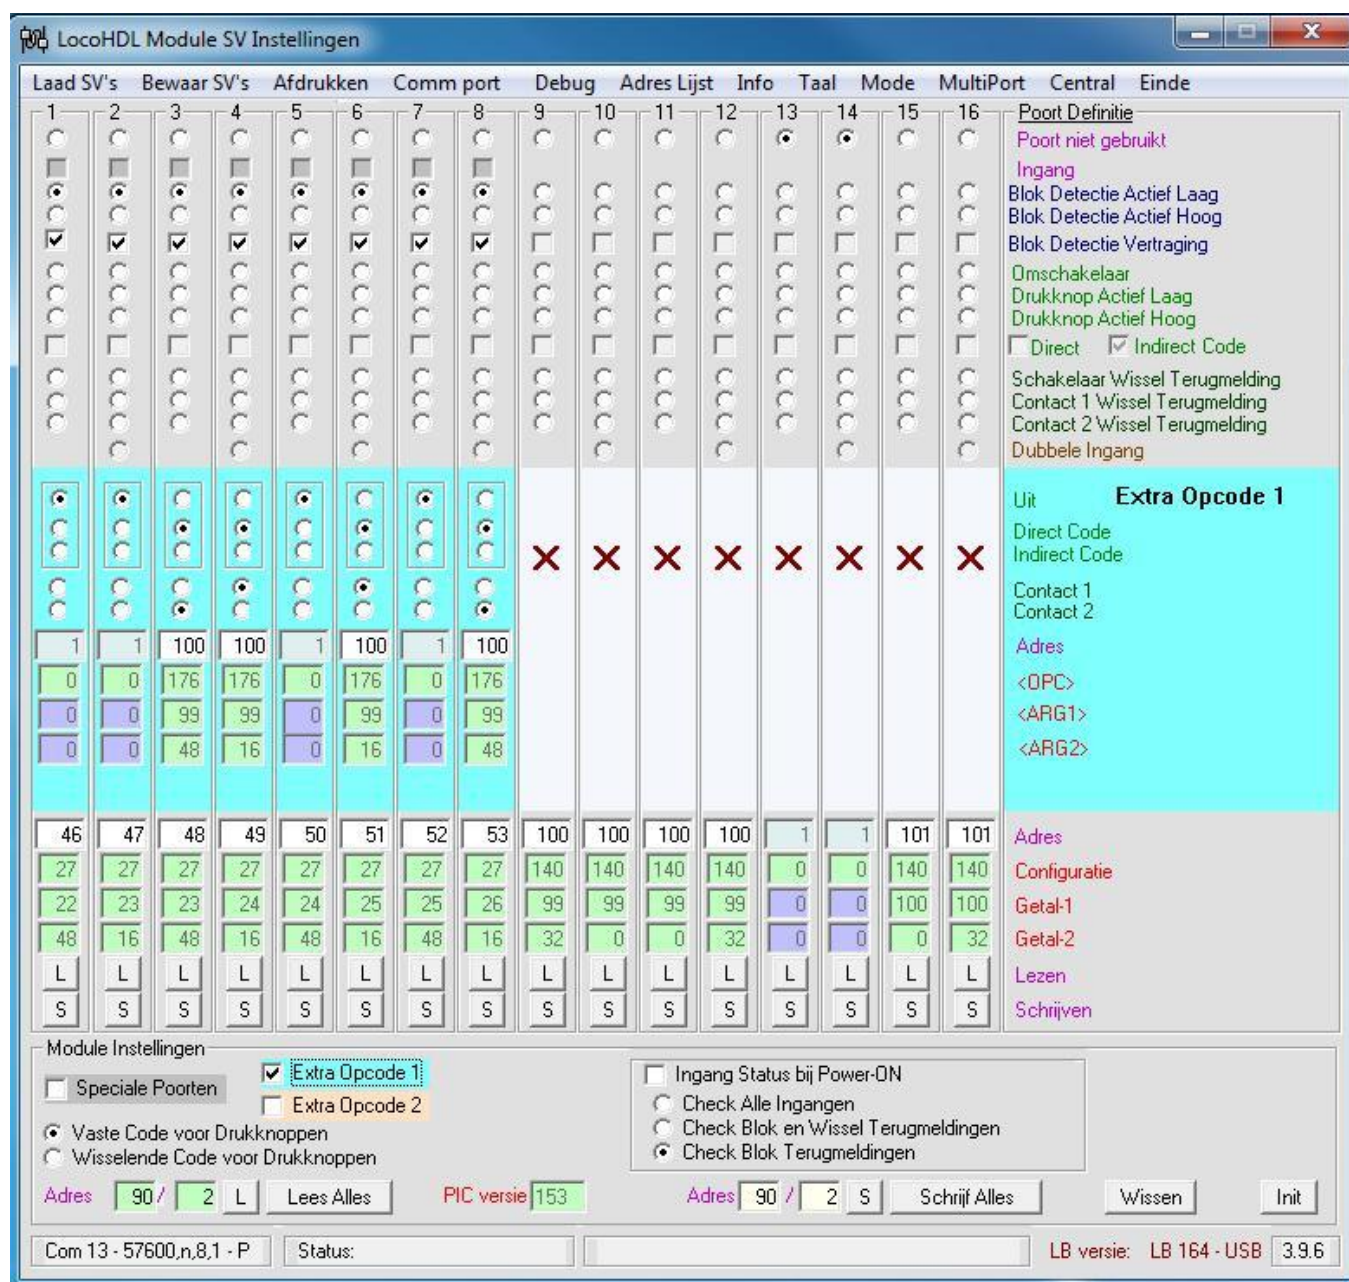 LocoHDL Module SV Instellingen
Laad SV's Bewaar SV's Afdrukken Comm port Debug Adres Lijst Info Taal Mode MultiPort Central Einde
1 2 3 4 5 6 7 8 9 10 11 12 13 14 15 16 Poort Definitie
Poort niet gebruikt
Ingang
Blok Detectie Actief Laag
Blok Detectie Actief Hoog
Blok Detectie Vertraging
Omschakelaar
Drukknop Actief Laag
Drukknop Actief Hoog
Direct Indirect Code
Schakelaar Wissel Terugmelding
Contact 1 Wissel Terugmelding
Contact 2 Wissel Terugmelding
Dubbele Ingang
Uit Extra Opcode 1
Direct Code
Indirect Code
Contact 1
Contact 2
1 1 100 100 1 100 1 100 Adres
0 0 176 176 0 176 0 176 <OPC>
0 0 99 99 0 99 0 99 <ARG1>
0 0 48 16 0 16 0 48 <ARG2>
46 47 48 49 50 51 52 53 100 100 100 100 1 1 101 101 Adres
27 27 27 27 27 27 27 27 140 140 140 140 0 0 140 140 Configuratie
22 23 23 24 24 25 25 26 99 99 99 99 0 0 100 100 Getal-1
48 16 48 16 48 16 48 16 32 0 0 32 0 0 0 32 Getal-2
L L L L L L L L L L L L L L L L Lezen
S S S S S S S S S S S S S S S S Schrijven
Module Instellingen
Speciale Poorten Extra Opcode 1 Ingang Status bij Power-ON
Extra Opcode 2 Check Alle Ingangen
Vaste Code voor Drukknoppen Check Blok en Wissel Terugmeldingen
Wisselende Code voor Drukknoppen Check Blok Terugmeldingen
Adres 90 / 2 L Lees Alles PIC versie 153 Adres 90 / 2 S Schrijf Alles Wissen Init
Com 13 - 57600,n,8,1 - P Status: LB versie: LB 164 - USB 3.9.6